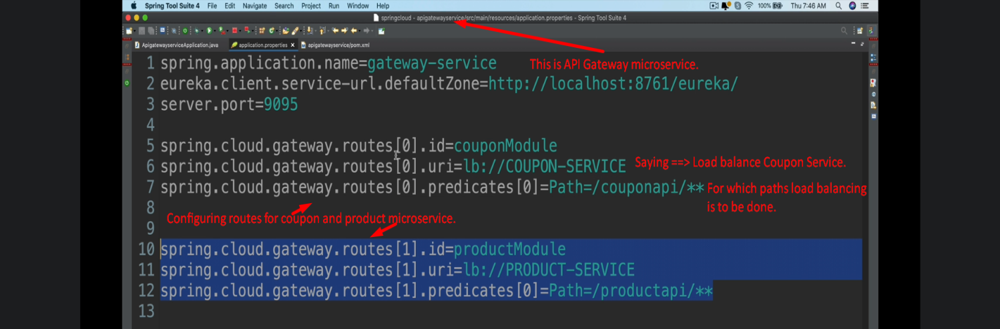 Spring Tool Suite 4 File Edit Navigate Search Project Run Window Help 100% Thu 7:46 AM
springcloud - apigatewayservice/src/main/resources/application.properties - Spring Tool Suite 4
ApigatewayserviceApplication.java application.properties apigatewayservice/pom.xml
1 spring.application.name=gateway-service
This is API Gateway microservice.
2 eureka.client.service-url.defaultZone=http://localhost:8761/eureka/
3 server.port=9095
4
5 spring.cloud.gateway.routes[0].id=couponModule
6 spring.cloud.gateway.routes[0].uri=lb://COUPON-SERVICE
Saying ==> Load balance Coupon Service.
7 spring.cloud.gateway.routes[0].predicates[0]=Path=/couponapi/**
For which paths load balancing
is to be done.
8
Configuring routes for coupon and product microservice.
9
10 spring.cloud.gateway.routes[1].id=productModule
11 spring.cloud.gateway.routes[1].uri=lb://PRODUCT-SERVICE
12 spring.cloud.gateway.routes[1].predicates[0]=Path=/productapi/**
13